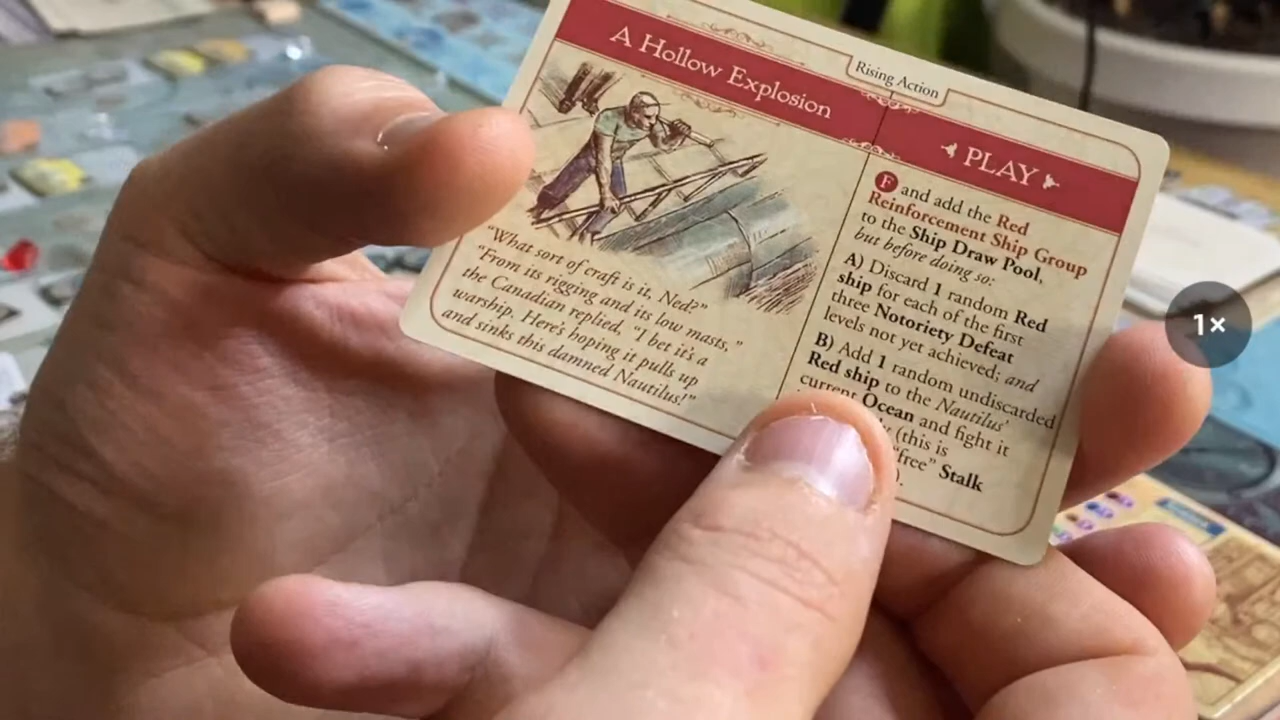 Rising Action
A Hollow Explosion
"What sort of craft is it, Ned?"
"From its rigging and its low masts,"
the Canadian replied, "I bet it's a
warship. Here's hoping it pulls up
and sinks this damned Nautilus!"
PLAY
F and add the Red
Reinforcement Ship Group
to the Ship Draw Pool,
but before doing so:
A) Discard 1 random Red
ship for each of the first
three Notoriety Defeat
levels not yet achieved; and
B) Add 1 random undiscarded
Red ship to the Nautilus'
current Ocean and fight it
(this is
"free" Stalk
).
1×